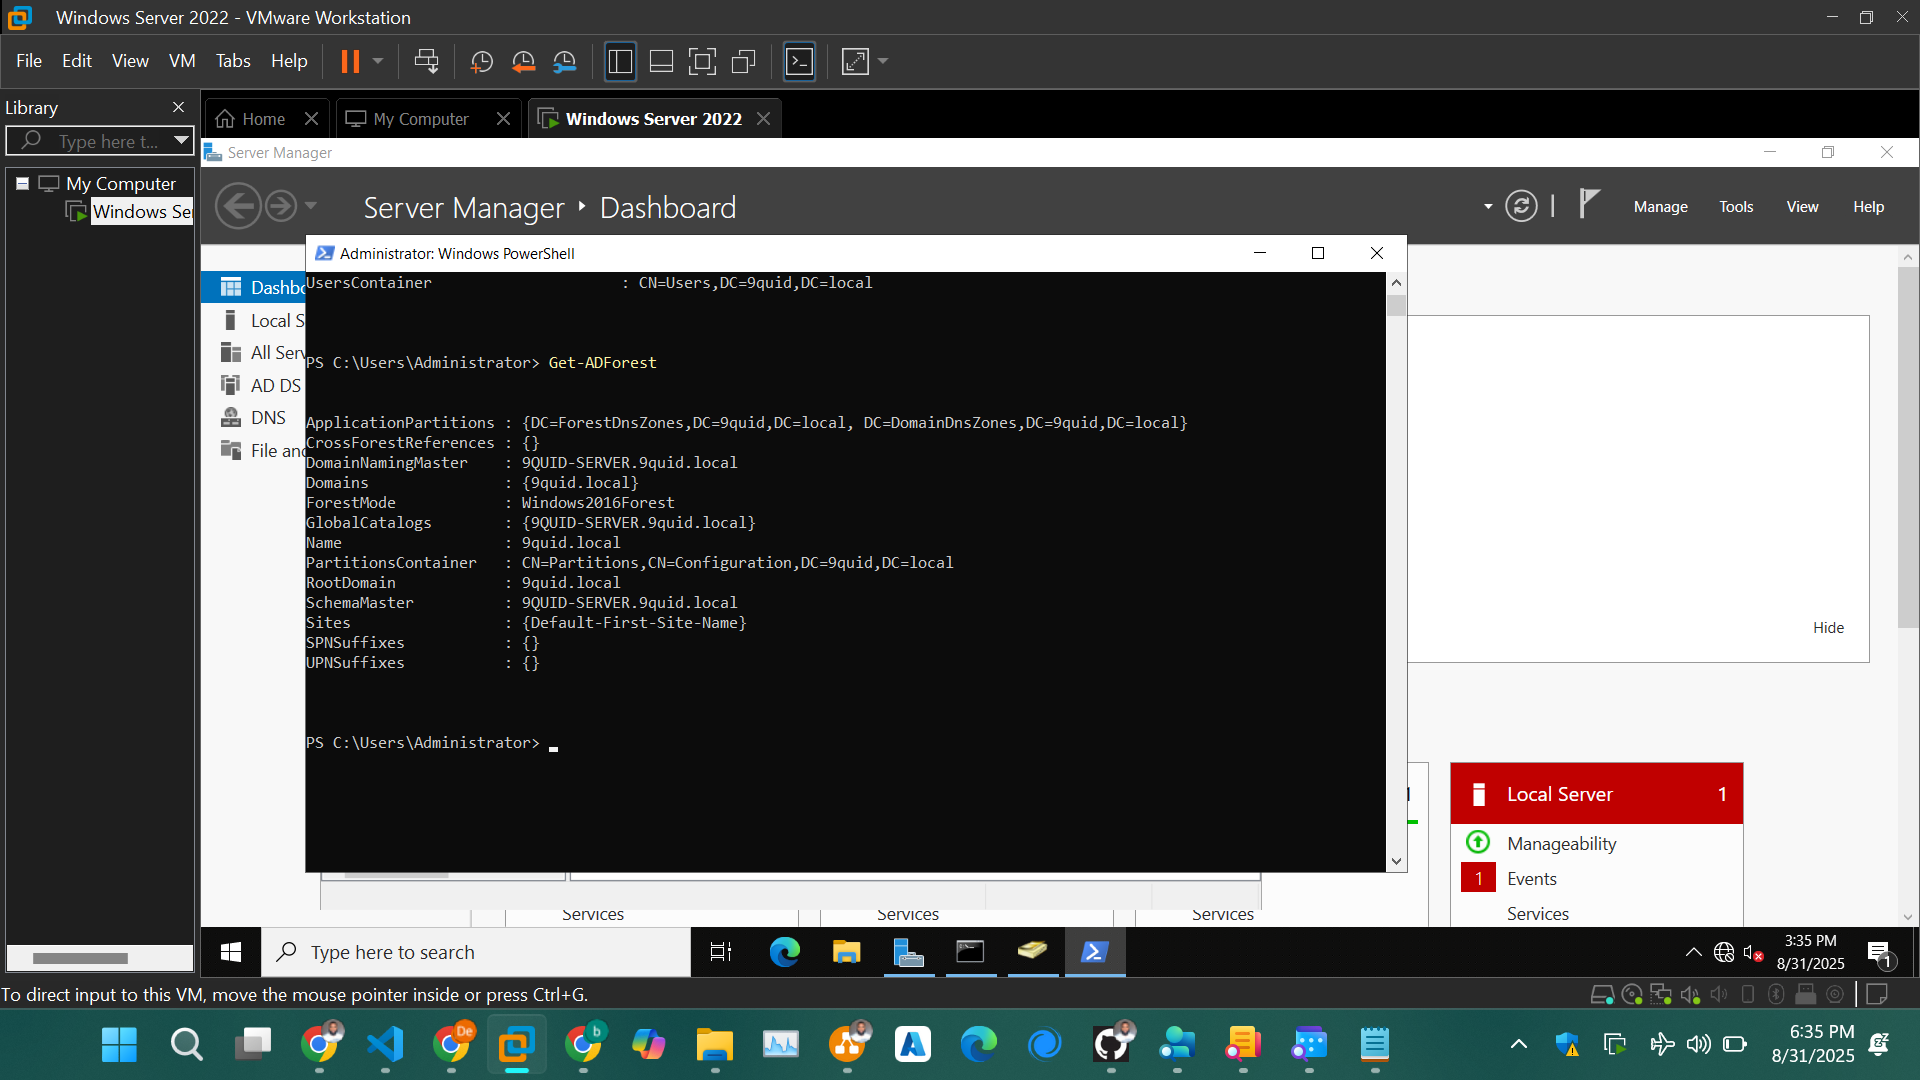 Windows Server 2022 - VMware Workstation
File Edit View VM Tabs Help
Library
Home
My Computer
Windows Server 2022
Type here t...
Server Manager
My Computer
Windows Ser
Server Manager Dashboard
Manage Tools View Help
Administrator: Windows PowerShell
Dashbo
Local S
All Serv
AD DS
DNS
File and
UsersContainer : CN=Users,DC=9quid,DC=local
PS C:\Users\Administrator> Get-ADForest
ApplicationPartitions : {DC=ForestDnsZones,DC=9quid,DC=local, DC=DomainDnsZones,DC=9quid,DC=local}
CrossForestReferences : {}
DomainNamingMaster : 9QUID-SERVER.9quid.local
Domains : {9quid.local}
ForestMode : Windows2016Forest
GlobalCatalogs : {9QUID-SERVER.9quid.local}
Name : 9quid.local
PartitionsContainer : CN=Partitions,CN=Configuration,DC=9quid,DC=local
RootDomain : 9quid.local
SchemaMaster : 9QUID-SERVER.9quid.local
Sites : {Default-First-Site-Name}
SPNSuffixes : {}
UPNSuffixes : {}
PS C:\Users\Administrator>
Hide
Local Server 1
Manageability
1 Events
Services
Services
Services
Services
Type here to search
3:35 PM
8/31/2025
1
To direct input to this VM, move the mouse pointer inside or press Ctrl+G.
De
b
6:35 PM
8/31/2025